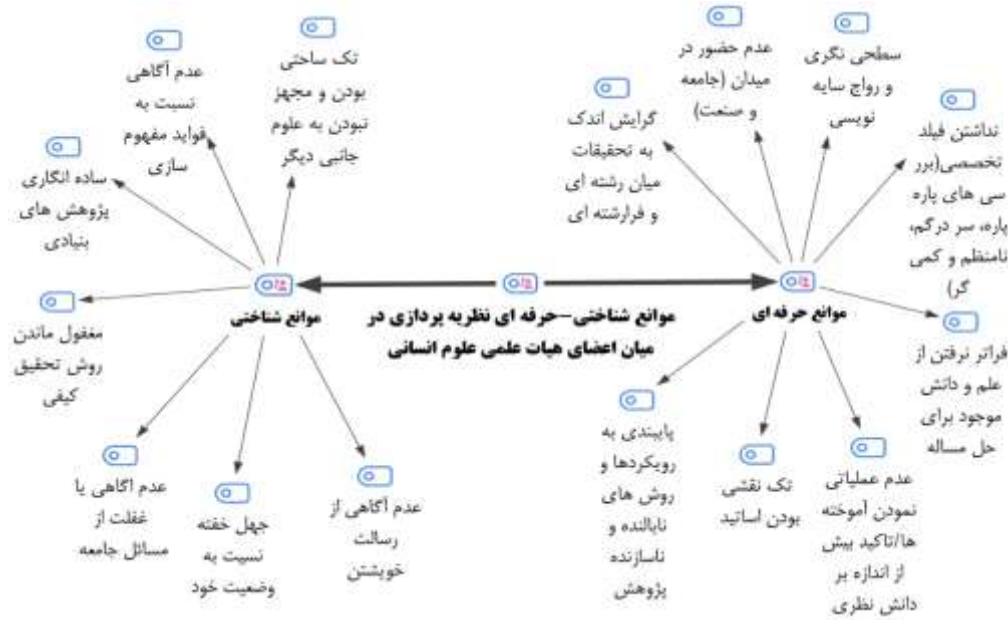 سطحی نگری
و رواج سایه
نویسی
عدم حضور در
میدان (جامعه
و صنعت)
گرایش اندک
به تحقیقات
میان رشته ای
و فرارشته ای
نداشتن فیلد
تخصصی(برر
سی های پاره
پاره، سر درگم،
نامنظم و کمی
گر)
تک ساحتی
بودن و مجهز
نبودن به علوم
جانبی دیگر
عدم آگاهی
نسبت به
فواید مفهوم
سازی
ساده انگاری
پژوهش های
بنیادی
موانع حرفه ای
موانع شناختی-حرفه ای نظریه پردازی در
میان اعضای هیات علمی علوم انسانی
موانع شناختی
مغفول ماندن
روش تحقیق
کیفی
فراتر نرفتن از
علم و دانش
موجود برای
حل مساله
عدم عملیاتی
نمودن آموخته
ها/تاکید بیش
از اندازه بر
دانش نظری
تک نقشی
بودن اساتید
پایبندی به
رویکردها و
روش های
نابالنده و
ناسازنده
پژوهش
عدم آگاهی از
رسالت
خویشتن
جهل خفته
نسبت به
وضعیت خود
عدم اگاهی یا
غفلت از
مسائل جامعه